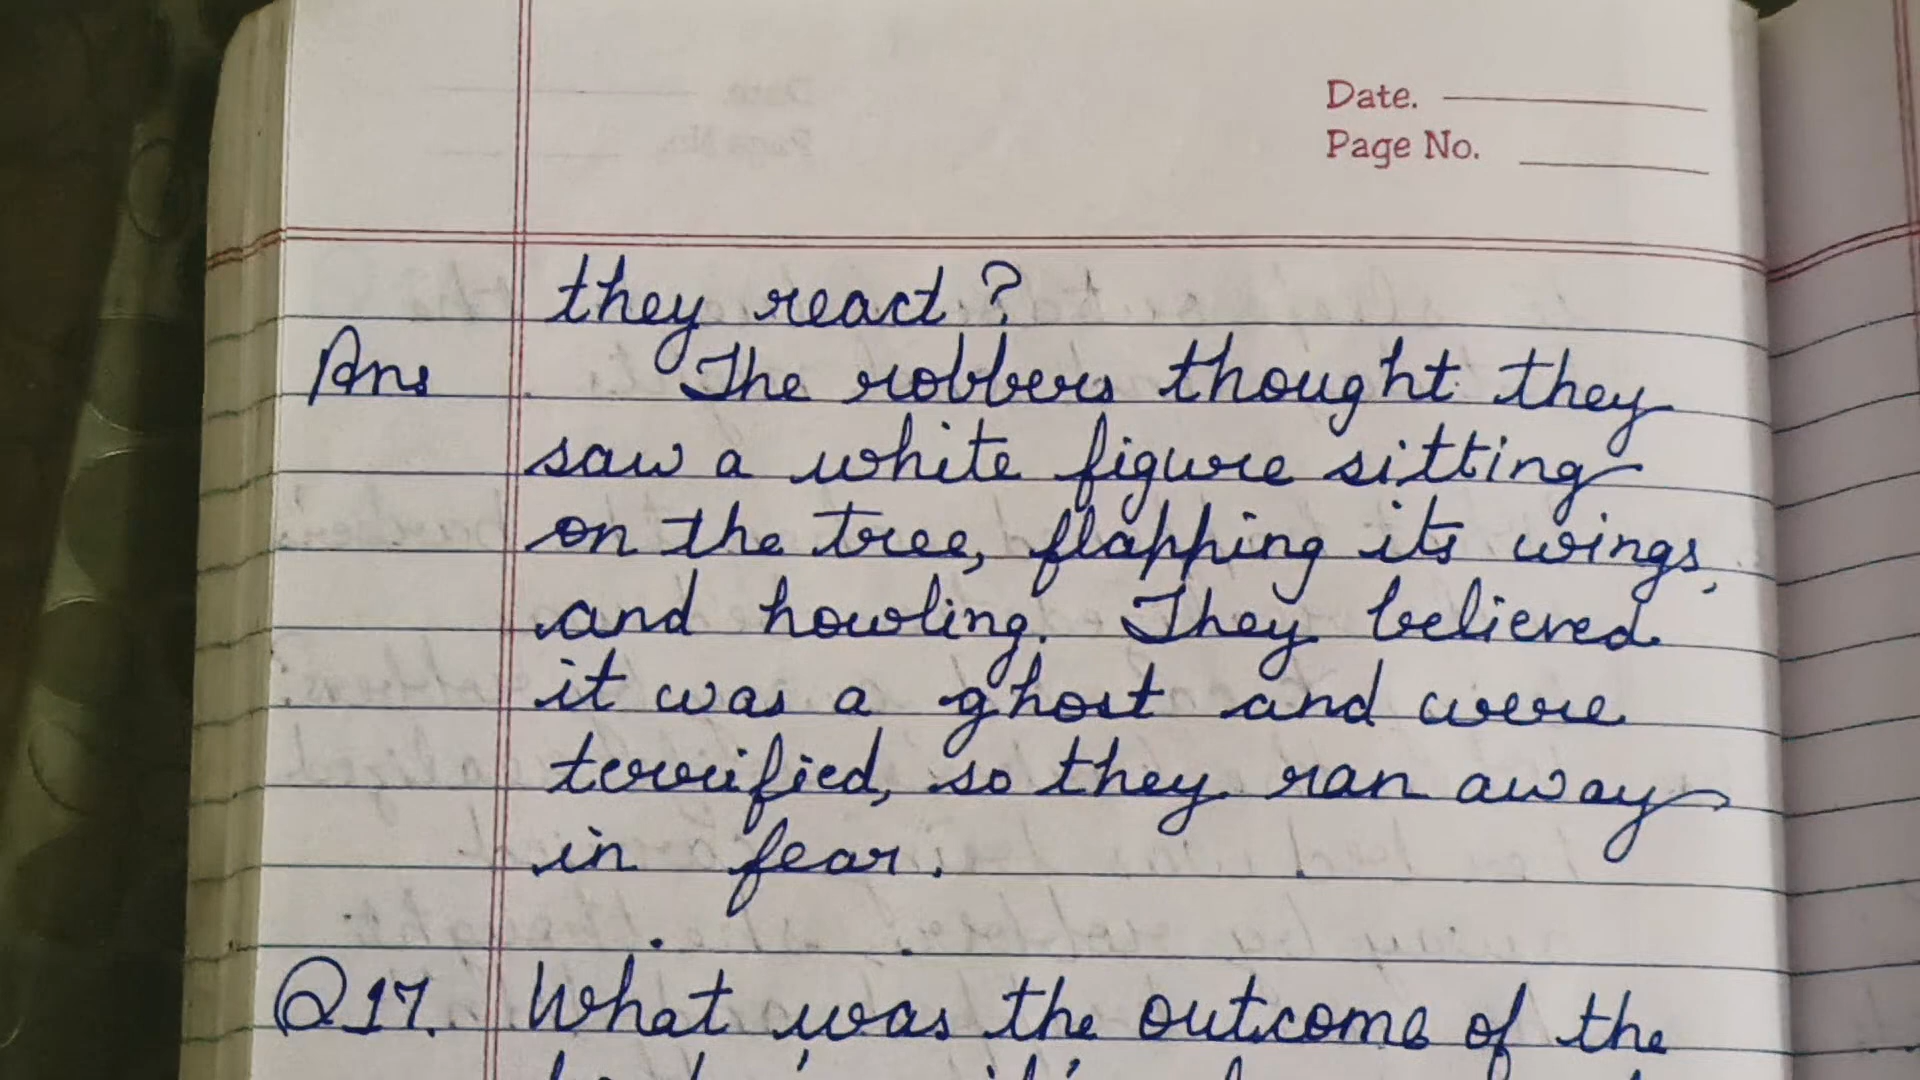 Date.
Page No.
they react?
Ans The robbers thought they
saw a white figure sitting
on the tree, flapping its wings,
and howling. They believed
it was a ghost and were
terrified, so they ran away
in fear.
Q17. What was the outcome of the